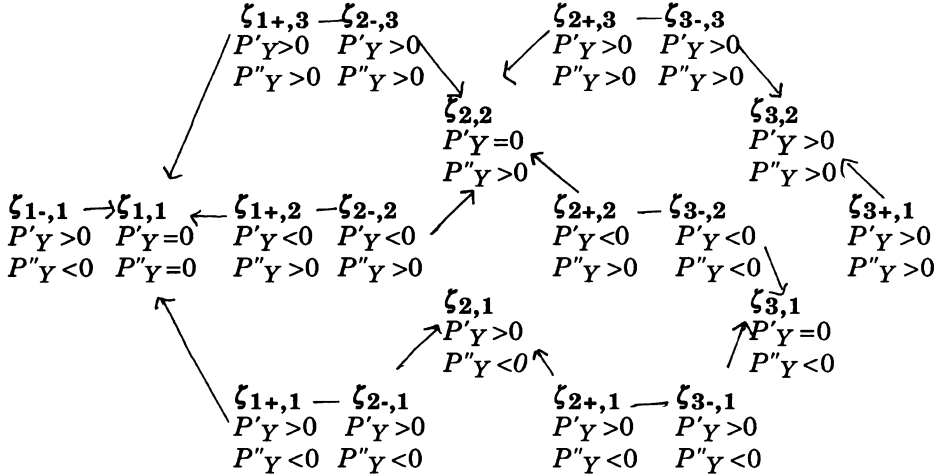 ζ1+,3 — ζ2-,3 ζ2+,3 — ζ3-,3
P'Y>0 P'Y>0 P'Y>0 P'Y>0
P"Y>0 P"Y>0 P"Y>0 P"Y>0
ζ2,2 ζ3,2
P'Y=0 P'Y>0
P"Y>0 P"Y>0
ζ1-,1 ζ1,1 ζ1+,2 — ζ2-,2 ζ2+,2 — ζ3-,2 ζ3+,1
P'Y>0 P'Y=0 P'Y<0 P'Y<0 P'Y<0 P'Y<0 P'Y>0
P"Y<0 P"Y=0 P"Y>0 P"Y>0 P"Y>0 P"Y<0 P"Y>0
ζ2,1 ζ3,1
P'Y>0 P'Y=0
P"Y<0 P"Y<0
ζ1+,1 — ζ2-,1 ζ2+,1 — ζ3-,1
P'Y>0 P'Y>0 P'Y>0 P'Y>0
P"Y<0 P"Y<0 P"Y<0 P"Y<0